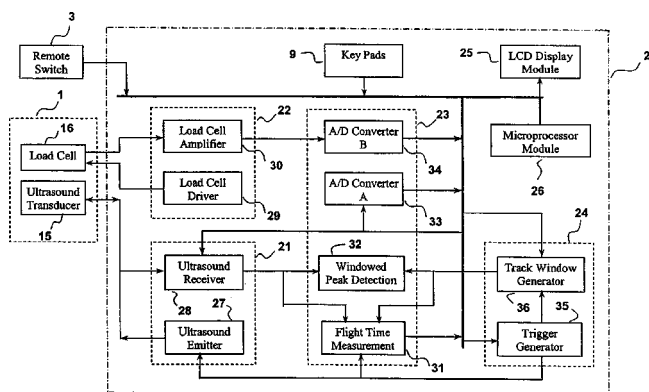 3
Remote
Switch
9
Key Pads
25
LCD Display
Module
2
1
16
Load Cell
Ultrasound
Transducer
15
22
Load Cell
Amplifier
30
Load Cell
Driver
29
23
A/D Converter
B
34
A/D Converter
A
33
Microprocessor
Module
26
21
Ultrasound
Receiver
28
27
Ultrasound
Emitter
32
Windowed
Peak Detection
Flight Time
Measurement
31
24
Track Window
Generator
36
35
Trigger
Generator